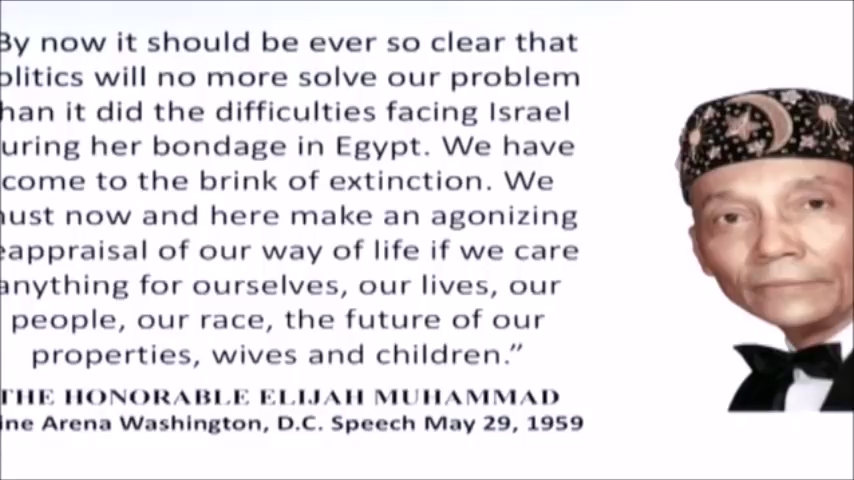 By now it should be ever so clear that
olitics will no more solve our problem
han it did the difficulties facing Israel
uring her bondage in Egypt. We have
come to the brink of extinction. We
ust now and here make an agonizing
eappraisal of our way of life if we care
anything for ourselves, our lives, our
people, our race, the future of our
properties, wives and children.”
THE HONORABLE ELIJAH MUHAMMAD
ine Arena Washington, D.C. Speech May 29, 1959